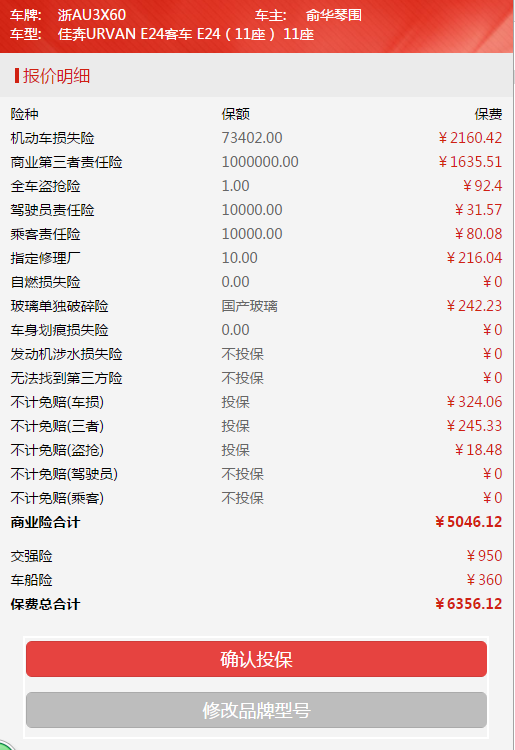 车牌: 浙AU3X60 车主: 俞华琴围
车型: 佳奔URVAN E24客车 E24（11座） 11座
报价明细
险种 保额 保费
机动车损失险 73402.00 ￥2160.42
商业第三者责任险 1000000.00 ￥1635.51
全车盗抢险 1.00 ￥92.4
驾驶员责任险 10000.00 ￥31.57
乘客责任险 10000.00 ￥80.08
指定修理厂 10.00 ￥216.04
自燃损失险 0.00 ￥0
玻璃单独破碎险 国产玻璃 ￥242.23
车身划痕损失险 0.00 ￥0
发动机涉水损失险 不投保 ￥0
无法找到第三方险 不投保 ￥0
不计免赔(车损) 投保 ￥324.06
不计免赔(三者) 投保 ￥245.33
不计免赔(盗抢) 投保 ￥18.48
不计免赔(驾驶员) 不投保 ￥0
不计免赔(乘客) 不投保 ￥0
商业险合计 ￥5046.12
交强险 ￥950
车船险 ￥360
保费总合计 ￥6356.12
确认投保
修改品牌型号